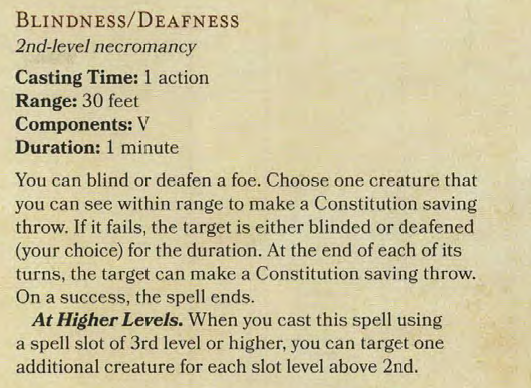 BLINDNESS/DEAFNESS
2nd-level necromancy
Casting Time: 1 action
Range: 30 feet
Components: V
Duration: 1 minute
You can blind or deafen a foe. Choose one creature that
you can see within range to make a Constitution saving
throw. If it fails, the target is either blinded or deafened
(your choice) for the duration. At the end of each of its
turns, the target can make a Constitution saving throw.
On a success, the spell ends.
At Higher Levels. When you cast this spell using
a spell slot of 3rd level or higher, you can target one
additional creature for each slot level above 2nd.